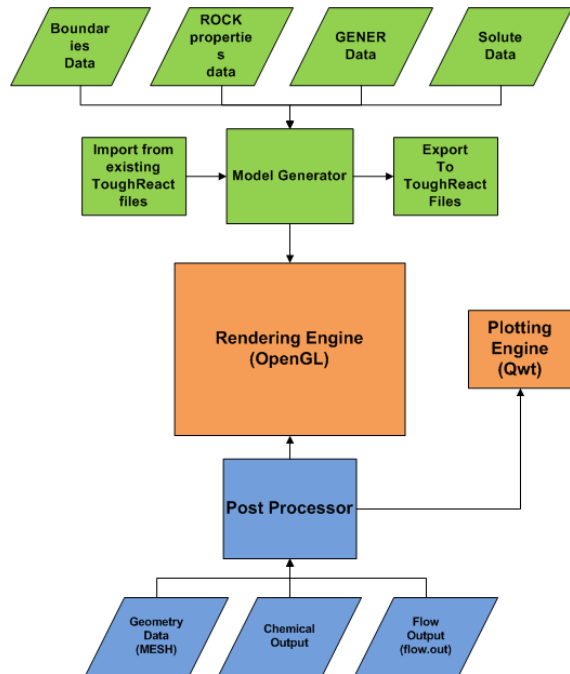 Boundar
ies
Data
ROCK
propertie
s
data
GENER
Data
Solute
Data
Import from
existing
ToughReact
files
Model Generator
Export
To
ToughReact
Files
Rendering Engine
(OpenGL)
Plotting
Engine
(Qwt)
Post Processor
Geometry
Data
(MESH)
Chemical
Output
Flow
Output
(flow.out)